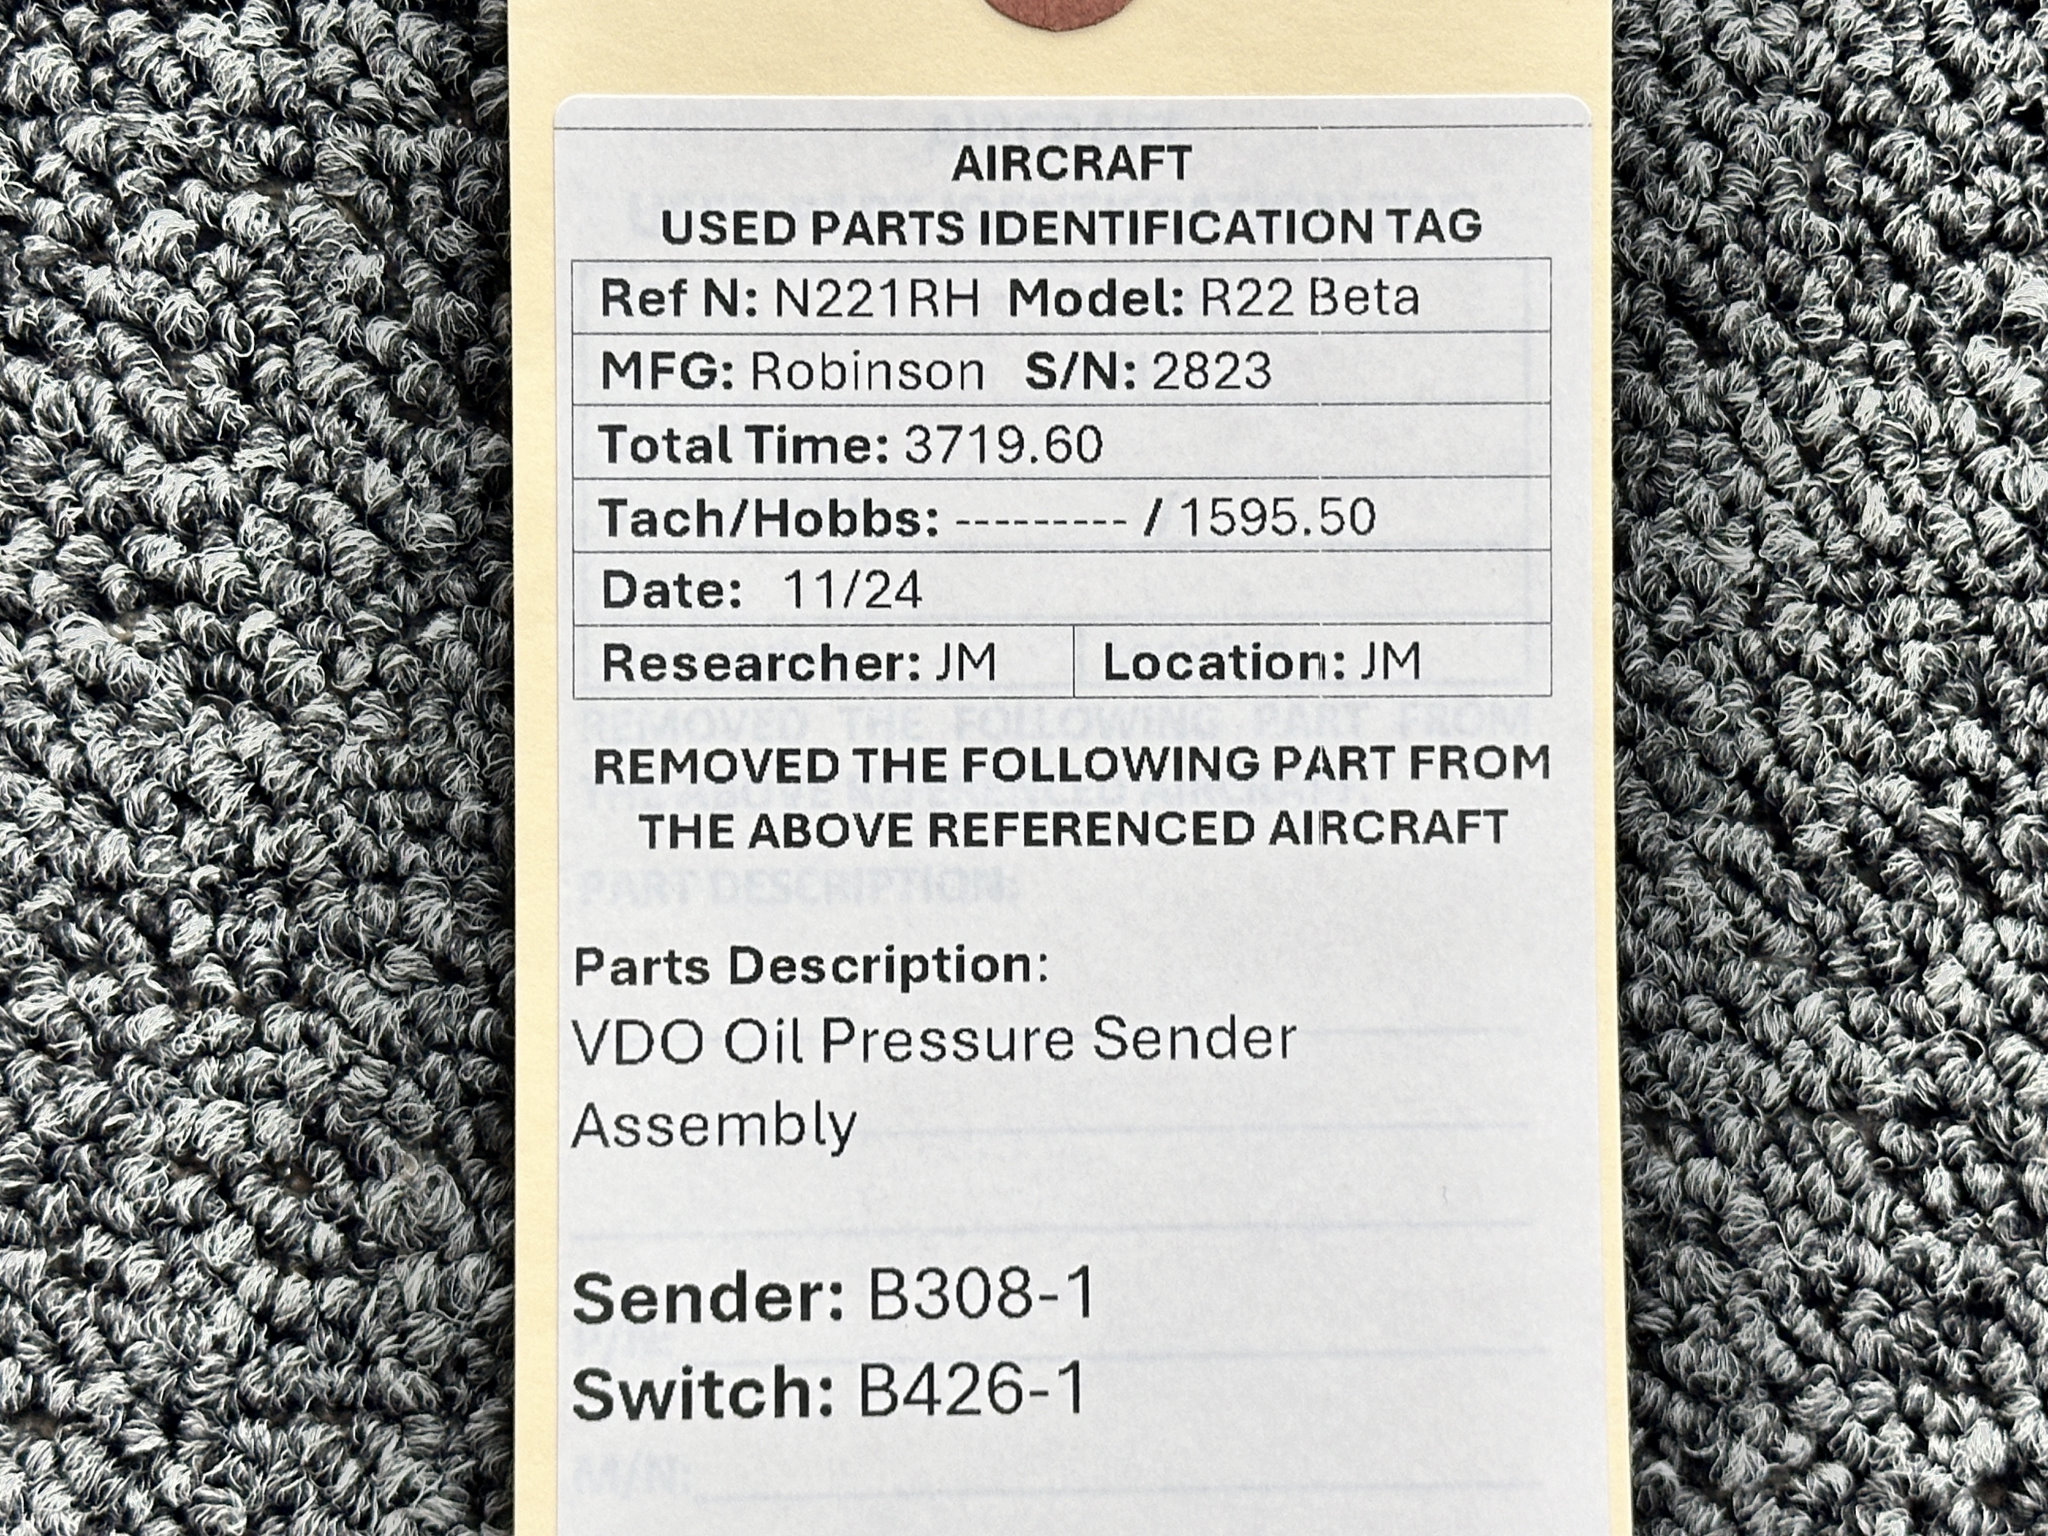 AIRCRAFT
USED PARTS IDENTIFICATION TAG
Ref N: N221RH Model: R22 Beta
MFG: Robinson S/N: 2823
Total Time: 3719.60
Tach/Hobbs: --------- / 1595.50
Date: 11/24
Researcher: JM Location: JM
REMOVED THE FOLLOWING PART FROM
THE ABOVE REFERENCED AIRCRAFT
PART DESCRIPTION:
Parts Description:
VDO Oil Pressure Sender
Assembly
Sender: B308-1
Switch: B426-1
M/N: